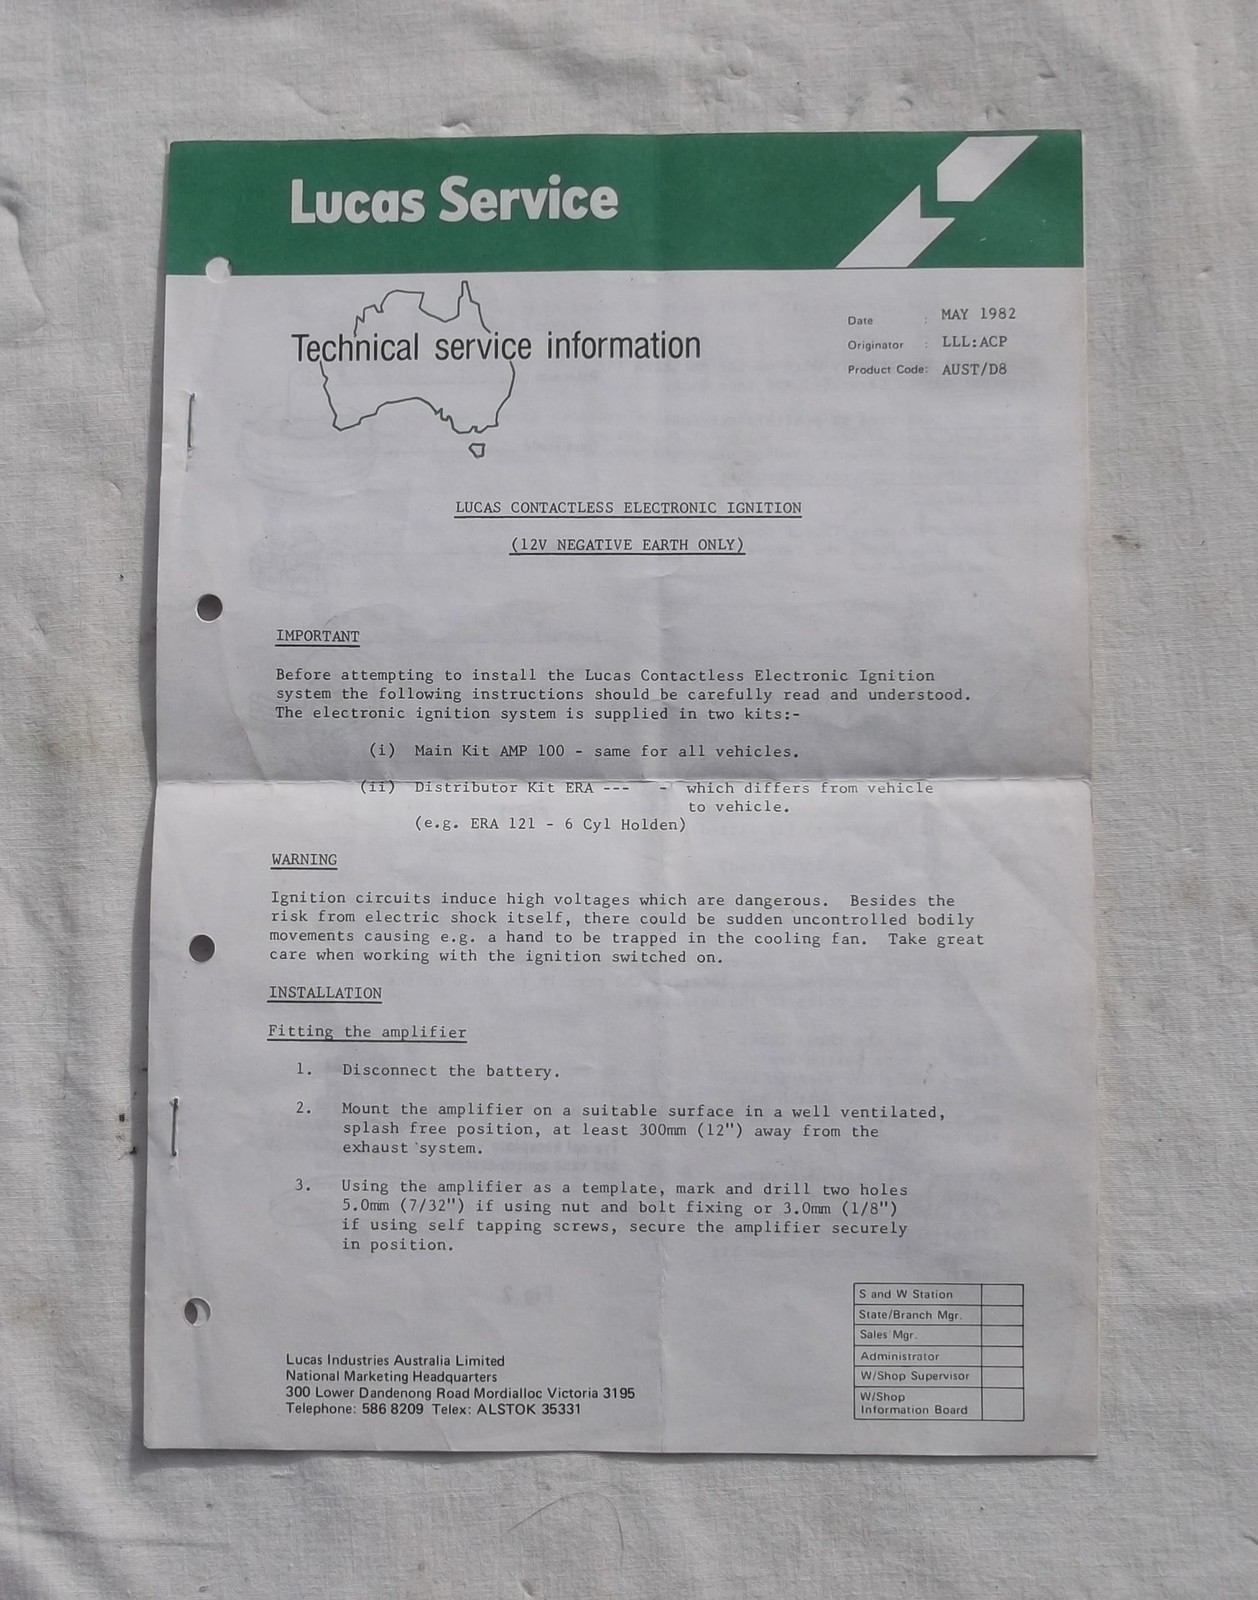 Lucas Service
Technical service information
Date : MAY 1982
Originator : LLL:ACP
Product Code: AUST/D8
LUCAS CONTACTLESS ELECTRONIC IGNITION
(12V NEGATIVE EARTH ONLY)
IMPORTANT
Before attempting to install the Lucas Contactless Electronic Ignition
system the following instructions should be carefully read and understood.
The electronic ignition system is supplied in two kits:-
(i) Main Kit AMP 100 - same for all vehicles.
(ii) Distributor Kit ERA --- - which differs from vehicle
to vehicle.
(e.g. ERA 121 - 6 Cyl Holden)
WARNING
Ignition circuits induce high voltages which are dangerous. Besides the
risk from electric shock itself, there could be sudden uncontrolled bodily
movements causing e.g. a hand to be trapped in the cooling fan. Take great
care when working with the ignition switched on.
INSTALLATION
Fitting the amplifier
1. Disconnect the battery.
2. Mount the amplifier on a suitable surface in a well ventilated,
splash free position, at least 300mm (12") away from the
exhaust system.
3. Using the amplifier as a template, mark and drill two holes
5.0mm (7/32") if using nut and bolt fixing or 3.0mm (1/8")
if using self tapping screws, secure the amplifier securely
in position.
S and W Station
State/Branch Mgr.
Sales Mgr.
Administrator
W/Shop Supervisor
W/Shop
Information Board
Lucas Industries Australia Limited
National Marketing Headquarters
300 Lower Dandenong Road Mordialloc Victoria 3195
Telephone: 586 8209 Telex: ALSTOK 35331